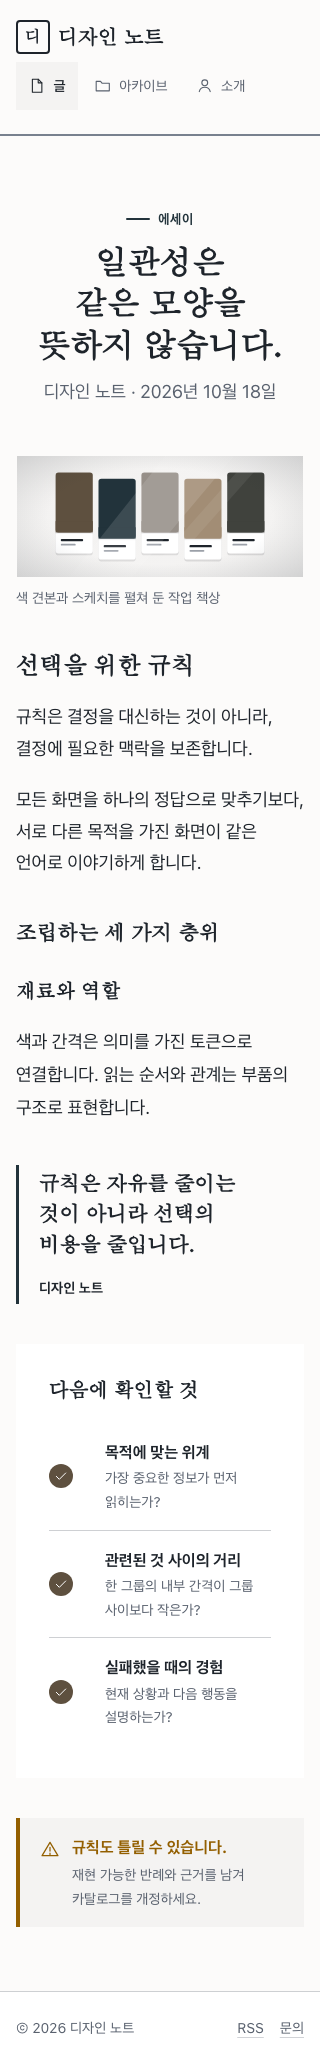 디 디자인 노트
글 아카이브 소개
에세이
일관성은
같은 모양을
뜻하지 않습니다.
디자인 노트 · 2026년 10월 18일
색 견본과 스케치를 펼쳐 둔 작업 책상
선택을 위한 규칙
규칙은 결정을 대신하는 것이 아니라,
결정에 필요한 맥락을 보존합니다.
모든 화면을 하나의 정답으로 맞추기보다,
서로 다른 목적을 가진 화면이 같은
언어로 이야기하게 합니다.
조립하는 세 가지 층위
재료와 역할
색과 간격은 의미를 가진 토큰으로
연결합니다. 읽는 순서와 관계는 부품의
구조로 표현합니다.
규칙은 자유를 줄이는
것이 아니라 선택의
비용을 줄입니다.
디자인 노트
다음에 확인할 것
목적에 맞는 위계
가장 중요한 정보가 먼저
읽히는가?
관련된 것 사이의 거리
한 그룹의 내부 간격이 그룹
사이보다 작은가?
실패했을 때의 경험
현재 상황과 다음 행동을
설명하는가?
규칙도 틀릴 수 있습니다.
재현 가능한 반례와 근거를 남겨
카탈로그를 개정하세요.
© 2026 디자인 노트 RSS 문의